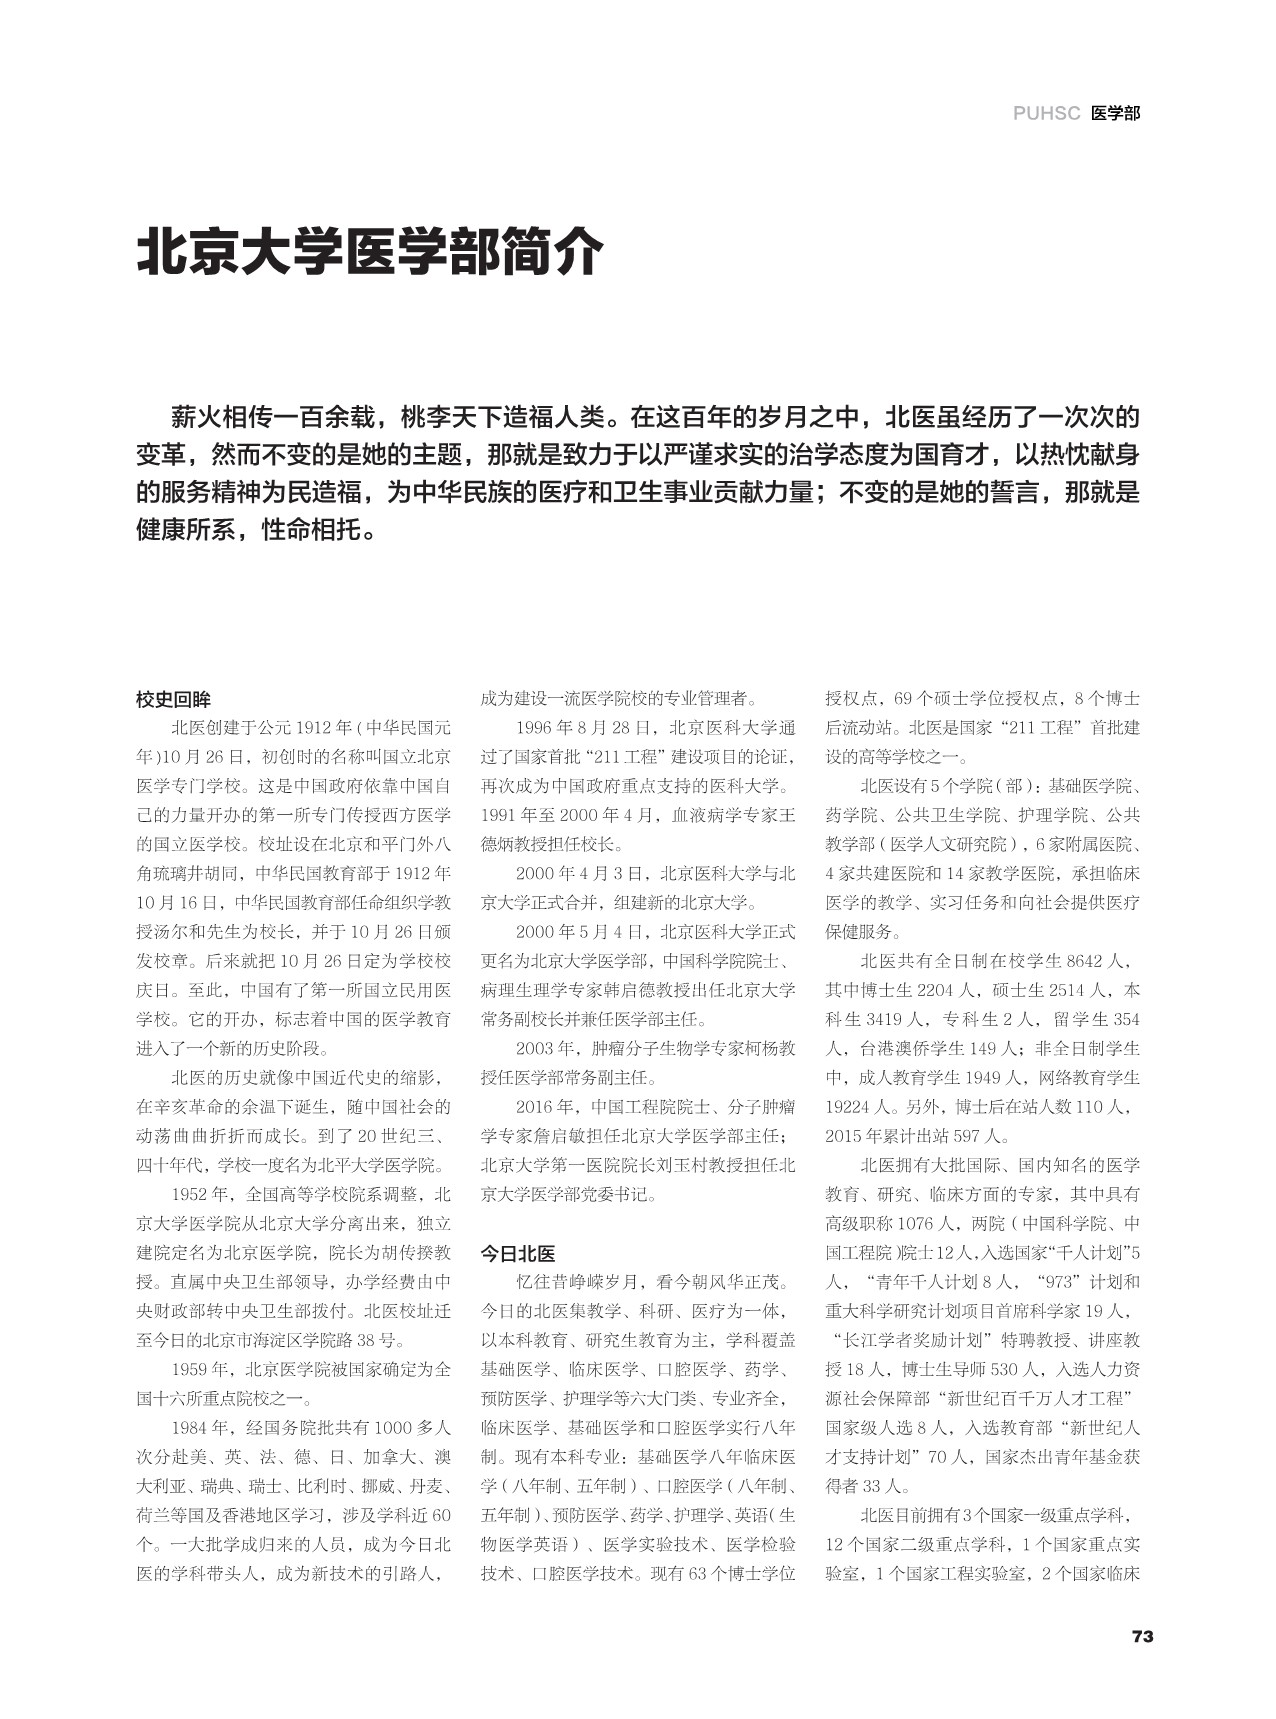 PUHSC 医学部
北京大学医学部简介
薪火相传一百余载，桃李天下造福人类。在这百年的岁月之中，北医虽经历了一次次的
变革，然而不变的是她的主题，那就是致力于以严谨求实的治学态度为国育才，以热忱献身
的服务精神为民造福，为中华民族的医疗和卫生事业贡献力量；不变的是她的誓言，那就是
健康所系，性命相托。
校史回眸
北医创建于公元 1912 年 ( 中华民国元
年 )10 月 26 日，初创时的名称叫国立北京
医学专门学校。这是中国政府依靠中国自
己的力量开办的第一所专门传授西方医学
的国立医学校。校址设在北京和平门外八
角琉璃井胡同，中华民国教育部于 1912 年
10 月 16 日，中华民国教育部任命组织学教
授汤尔和先生为校长，并于 10 月 26 日颁
发校章。后来就把 10 月 26 日定为学校校
庆日。至此，中国有了第一所国立民用医
学校。它的开办，标志着中国的医学教育
进入了一个新的历史阶段。
北医的历史就像中国近代史的缩影，
在辛亥革命的余温下诞生，随中国社会的
动荡曲曲折折而成长。到了 20 世纪三、
四十年代，学校一度名为北平大学医学院。
1952 年，全国高等学校院系调整，北
京大学医学院从北京大学分离出来，独立
建院定名为北京医学院，院长为胡传揆教
授。直属中央卫生部领导，办学经费由中
央财政部转中央卫生部拨付。北医校址迁
至今日的北京市海淀区学院路 38 号。
1959 年，北京医学院被国家确定为全
国十六所重点院校之一。
1984 年，经国务院批共有 1000 多人
次分赴美、英、法、德、日、加拿大、澳
大利亚、瑞典、瑞士、比利时、挪威、丹麦、
荷兰等国及香港地区学习，涉及学科近 60
个。一大批学成归来的人员，成为今日北
医的学科带头人，成为新技术的引路人，
成为建设一流医学院校的专业管理者。
1996 年 8 月 28 日，北京医科大学通
过了国家首批“211 工程”建设项目的论证，
再次成为中国政府重点支持的医科大学。
1991 年至 2000 年 4 月，血液病学专家王
德炳教授担任校长。
2000 年 4 月 3 日，北京医科大学与北
京大学正式合并，组建新的北京大学。
2000 年 5 月 4 日，北京医科大学正式
更名为北京大学医学部，中国科学院院士、
病理生理学专家韩启德教授出任北京大学
常务副校长并兼任医学部主任。
2003 年，肿瘤分子生物学专家柯杨教
授任医学部常务副主任。
2016 年，中国工程院院士、分子肿瘤
学专家詹启敏担任北京大学医学部主任；
北京大学第一医院院长刘玉村教授担任北
京大学医学部党委书记。
今日北医
忆往昔峥嵘岁月，看今朝风华正茂。
今日的北医集教学、科研、医疗为一体，
以本科教育、研究生教育为主，学科覆盖
基础医学、临床医学、口腔医学、药学、
预防医学、护理学等六大门类、专业齐全，
临床医学、基础医学和口腔医学实行八年
制。现有本科专业：基础医学八年临床医
学（八年制、五年制）、口腔医学（八年制、
五年制）、预防医学、药学、护理学、英语（生
物医学英语）、医学实验技术、医学检验
技术、口腔医学技术。现有 63 个博士学位
授权点，69 个硕士学位授权点，8 个博士
后流动站。北医是国家“211 工程”首批建
设的高等学校之一。
北医设有 5 个学院（部）：基础医学院、
药学院、公共卫生学院、护理学院、公共
教学部（医学人文研究院），6 家附属医院、
4 家共建医院和 14 家教学医院，承担临床
医学的教学、实习任务和向社会提供医疗
保健服务。
北医共有全日制在校学生 8642 人，
其中博士生 2204 人，硕士生 2514 人，本
科生 3419 人，专科生 2 人，留学生 354
人，台港澳侨学生 149 人；非全日制学生
中，成人教育学生 1949 人，网络教育学生
19224 人。另外，博士后在站人数 110 人，
2015 年累计出站 597 人。
北医拥有大批国际、国内知名的医学
教育、研究、临床方面的专家，其中具有
高级职称 1076 人，两院（中国科学院、中
国工程院）院士 12 人，入选国家“千人计划”5
人，“青年千人计划 8 人，“973”计划和
重大科学研究计划项目首席科学家 19 人，
“长江学者奖励计划”特聘教授、讲座教
授 18 人，博士生导师 530 人，入选人力资
源社会保障部“新世纪百千万人才工程”
国家级人选 8 人，入选教育部“新世纪人
才支持计划”70 人，国家杰出青年基金获
得者 33 人。
北医目前拥有 3 个国家一级重点学科，
12 个国家二级重点学科，1 个国家重点实
验室，1 个国家工程实验室，2 个国家临床
73